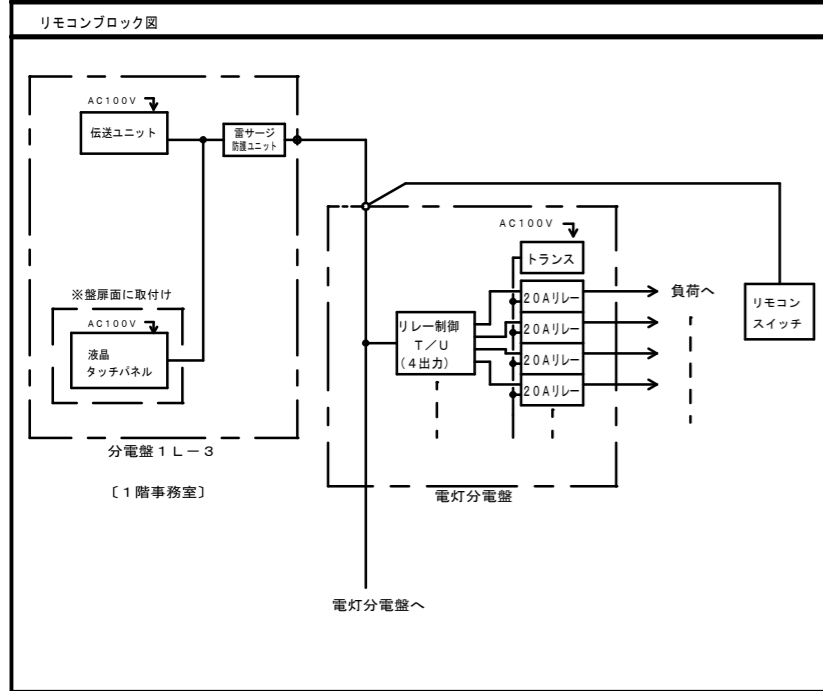 リモコンブロック図
AC100V
伝送ユニット
雷サージ
防護ユニット
※盤扉面に取付け
AC100V
液晶
タッチパネル
分電盤1L-3
〔1階事務室〕
AC100V
トランス
20Aリレー
20Aリレー
20Aリレー
20Aリレー
リレー制御
T/U
(4出力)
負荷へ
リモコン
スイッチ
電灯分電盤
電灯分電盤へ